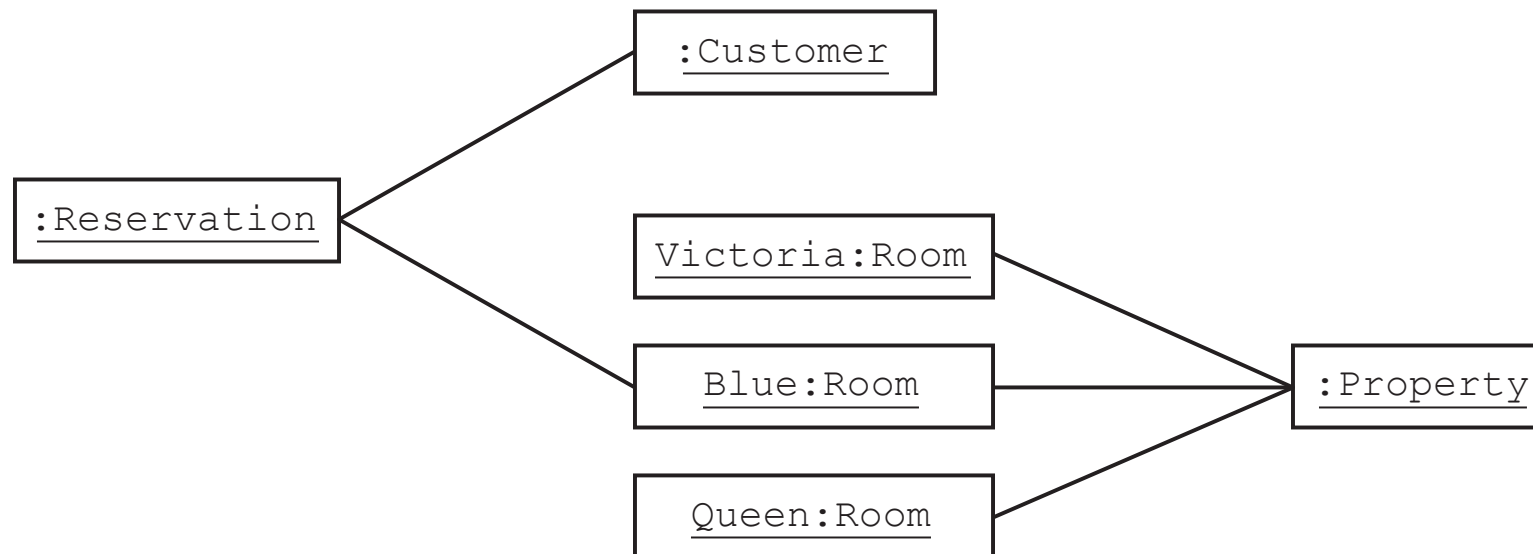 :Customer
:Reservation
Victoria:Room
Blue:Room
:Property
Queen:Room